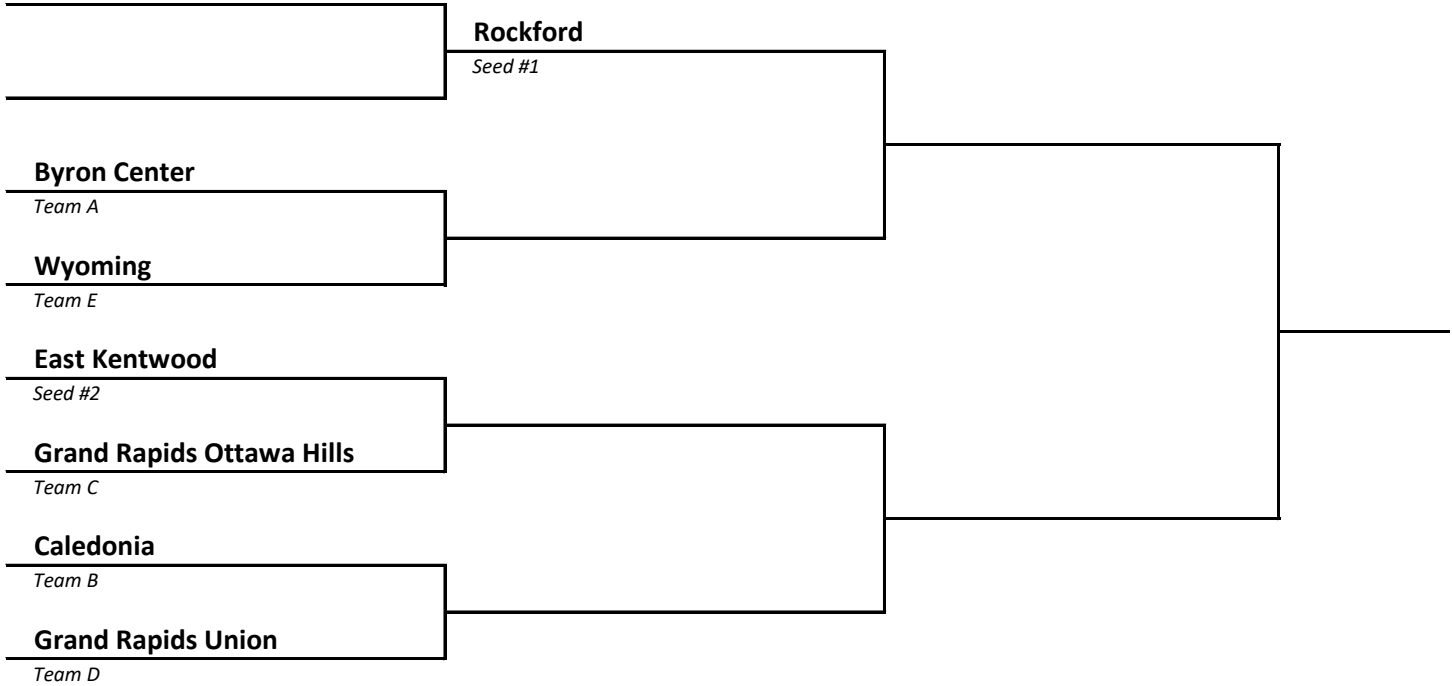 Rockford
Seed #1
Byron Center
Team A
Wyoming
Team E
East Kentwood
Seed #2
Grand Rapids Ottawa Hills
Team C
Caledonia
Team B
Grand Rapids Union
Team D